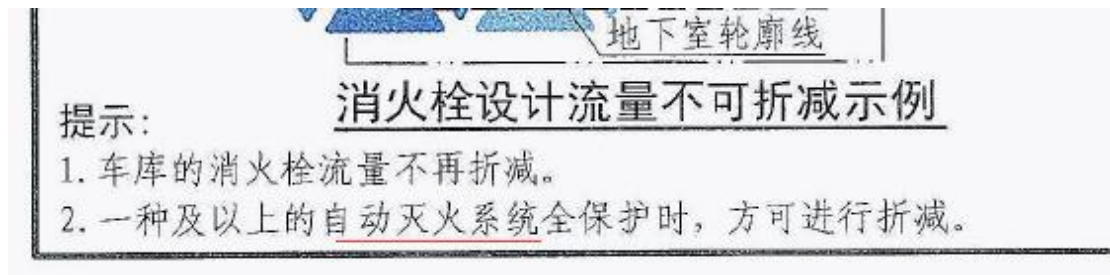 地下室轮廓线
消火栓设计流量不可折减示例
提示:
1. 车库的消火栓流量不再折减。
2. 一种及以上的自动灭火系统全保护时，方可进行折减。